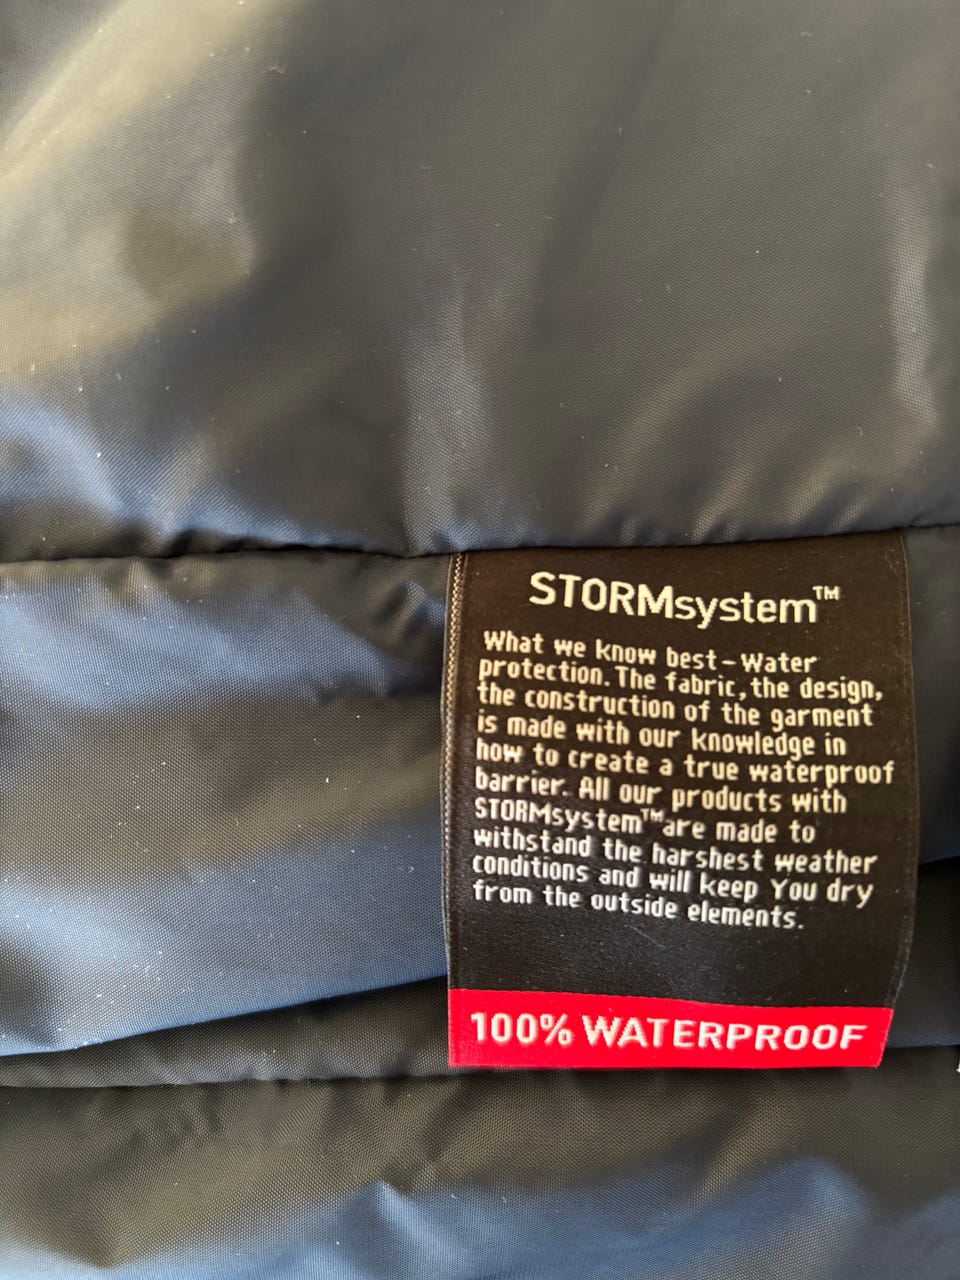 STORMsystem™
What we know best-Water
protection. The fabric, the design,
the construction of the garment
is made with our knowledge in
how to create a true waterproof
barrier. All our products with
STORMsystem™ are made to
withstand the harshest weather
conditions and will keep You dry
from the outside elements.
100% WATERPROOF